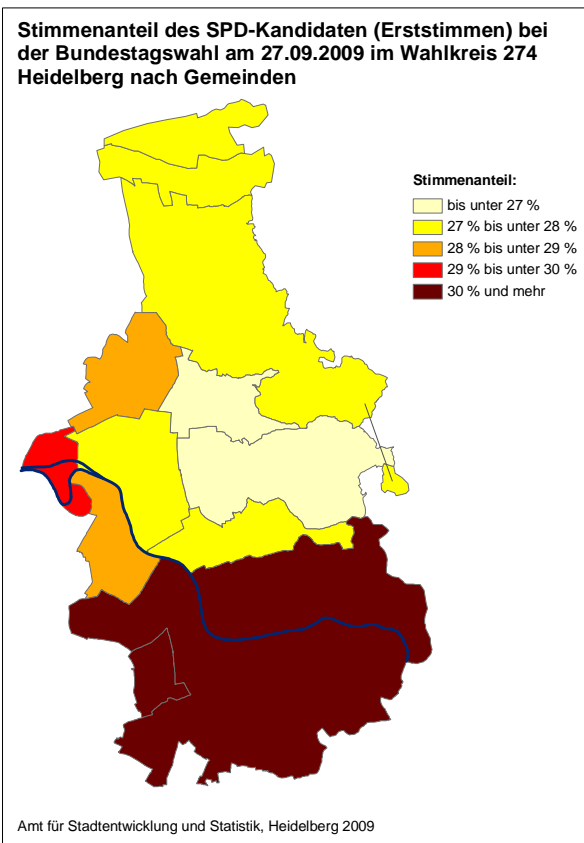 Stimmenanteil des SPD-Kandidaten (Erststimmen) bei
der Bundestagswahl am 27.09.2009 im Wahlkreis 274
Heidelberg nach Gemeinden
Stimmenanteil:
bis unter 27 %
27 % bis unter 28 %
28 % bis unter 29 %
29 % bis unter 30 %
30 % und mehr
Amt für Stadtentwicklung und Statistik, Heidelberg 2009